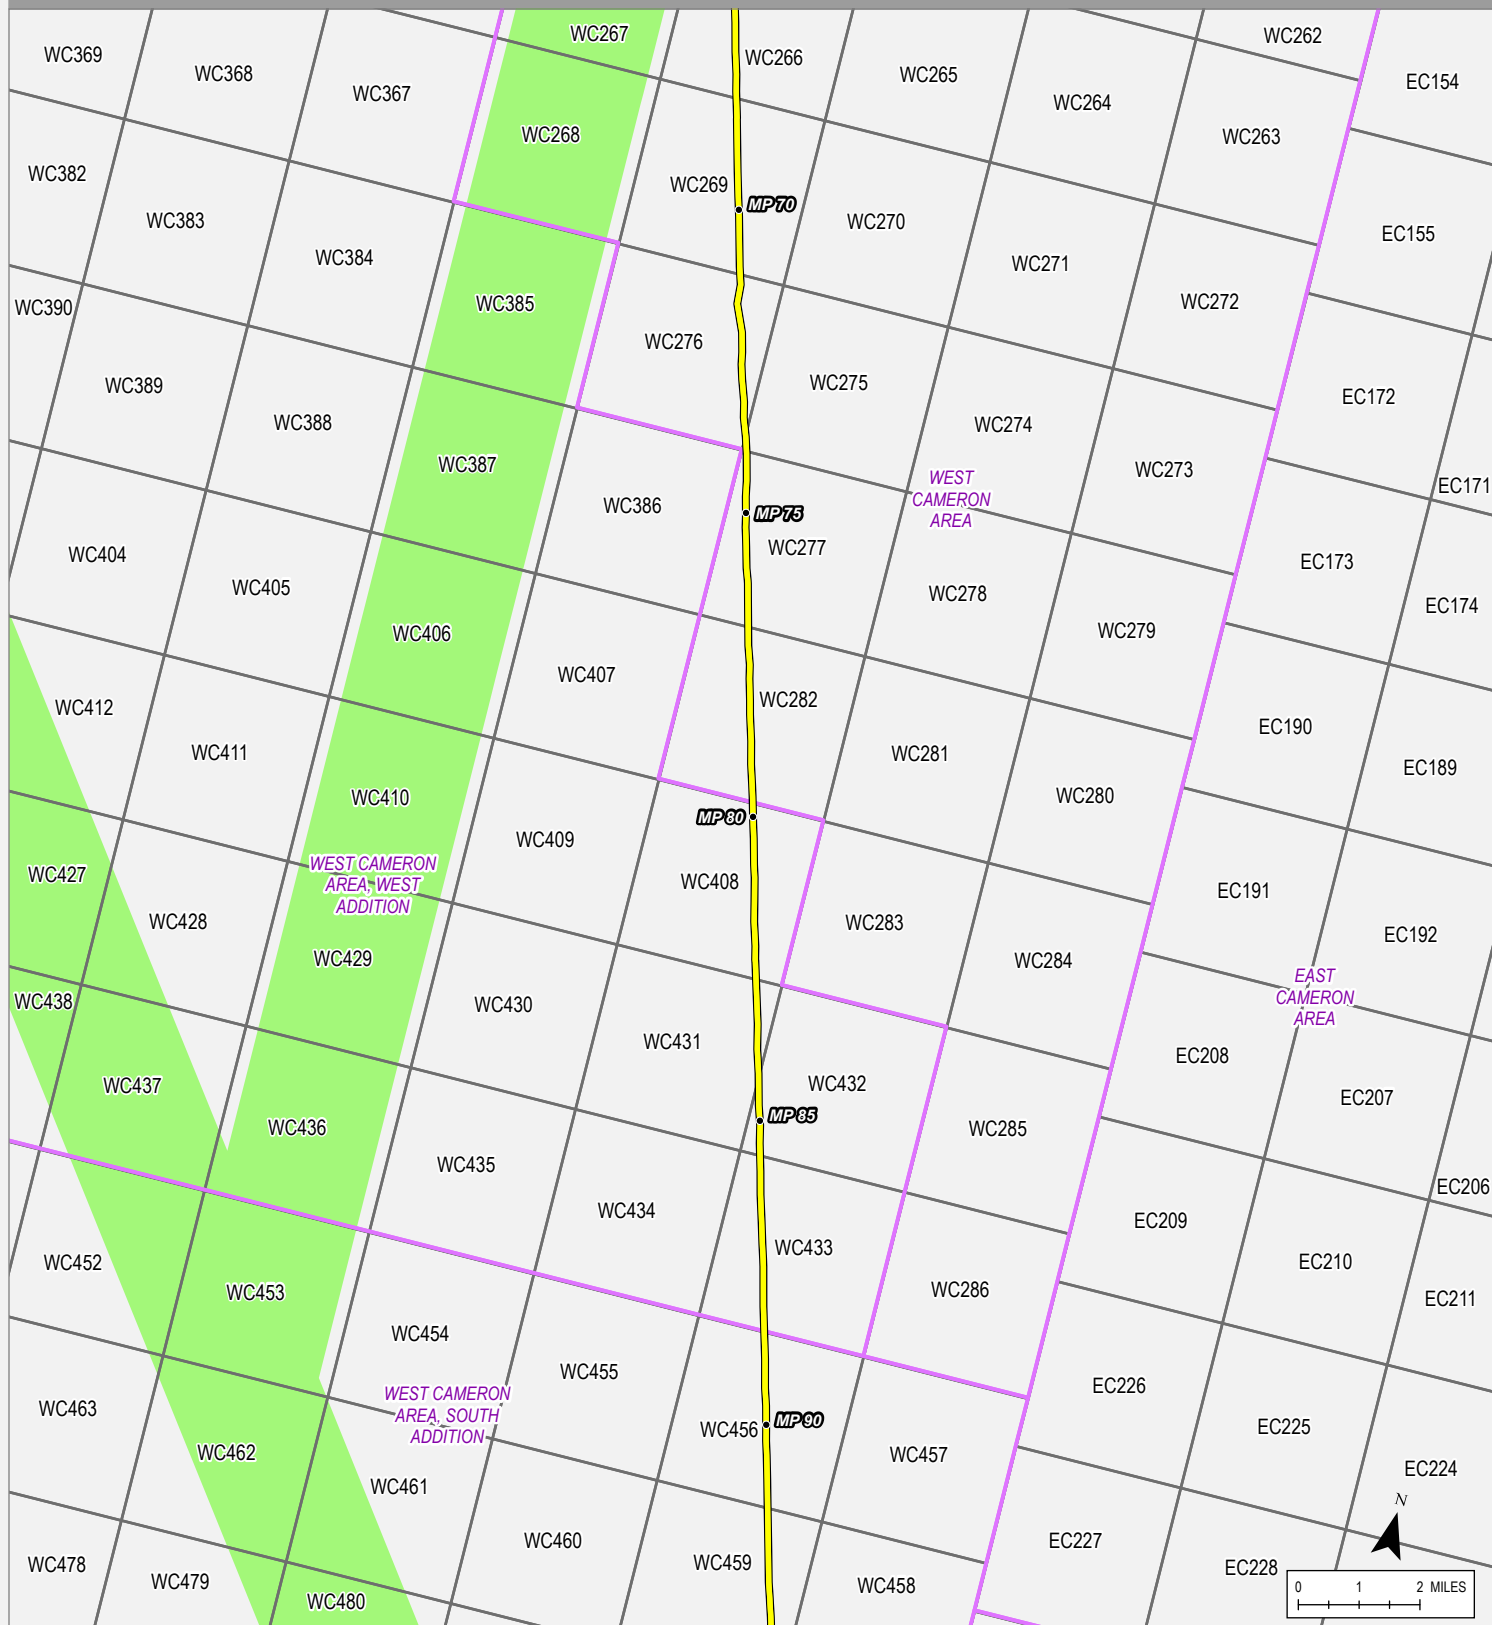 WC267
WC262
WC369
WC266
WC368
WC265
EC154
WC367
WC264
WC268
WC263
WC382
WC269
MP 70
WC383
WC270
EC155
WC384
WC271
WC385
WC272
WC390
WC276
WC389
WC275
EC172
WC388
WC274
WC387
WC273
EC171
WEST
CAMERON
AREA
WC386
MP 75
WC277
WC404
EC173
WC405
WC278
EC174
WC406
WC279
WC407
WC282
WC412
EC190
WC411
WC281
EC189
WC410
WC280
MP 80
WC409
WEST CAMERON
AREA, WEST
ADDITION
WC427
WC408
EC191
WC428
WC283
EC192
WC429
WC284
EAST
CAMERON
AREA
WC438
WC430
WC431
EC208
WC437
WC432
EC207
MP 85
WC436
WC285
WC435
EC206
WC434
EC209
WC433
WC452
EC210
WC453
WC286
EC211
WC454
WC455
EC226
WEST CAMERON
AREA, SOUTH
ADDITION
WC463
WC456
MP 90
EC225
WC462
WC457
EC224
WC461
N
WC460
EC227
WC478
WC459
EC228
WC479
WC458
WC480
0 1 2 MILES